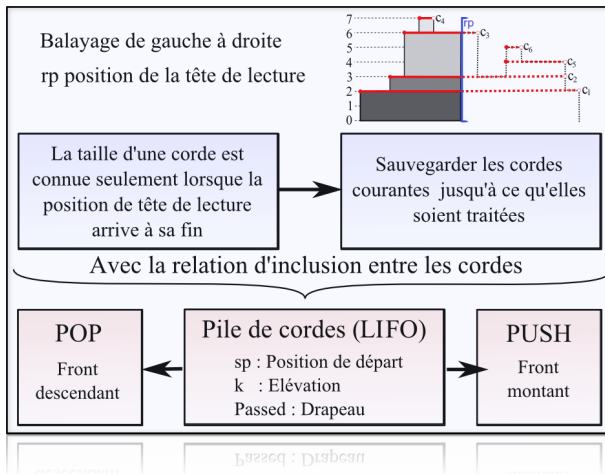 Balayage de gauche à droite
rp position de la tête de lecture
7
6
5
4
3
2
1
0
rp
c4
c3
c6
c5
c2
c1
La taille d'une corde est
connue seulement lorsque la
position de tête de lecture
arrive à sa fin
Sauvegarder les cordes
courantes jusqu'à ce qu'elles
soient traitées
Avec la relation d'inclusion entre les cordes
POP
Front
descendant
Pile de cordes (LIFO)
sp : Position de départ
k : Elévation
Passed : Drapeau
PUSH
Front
montant